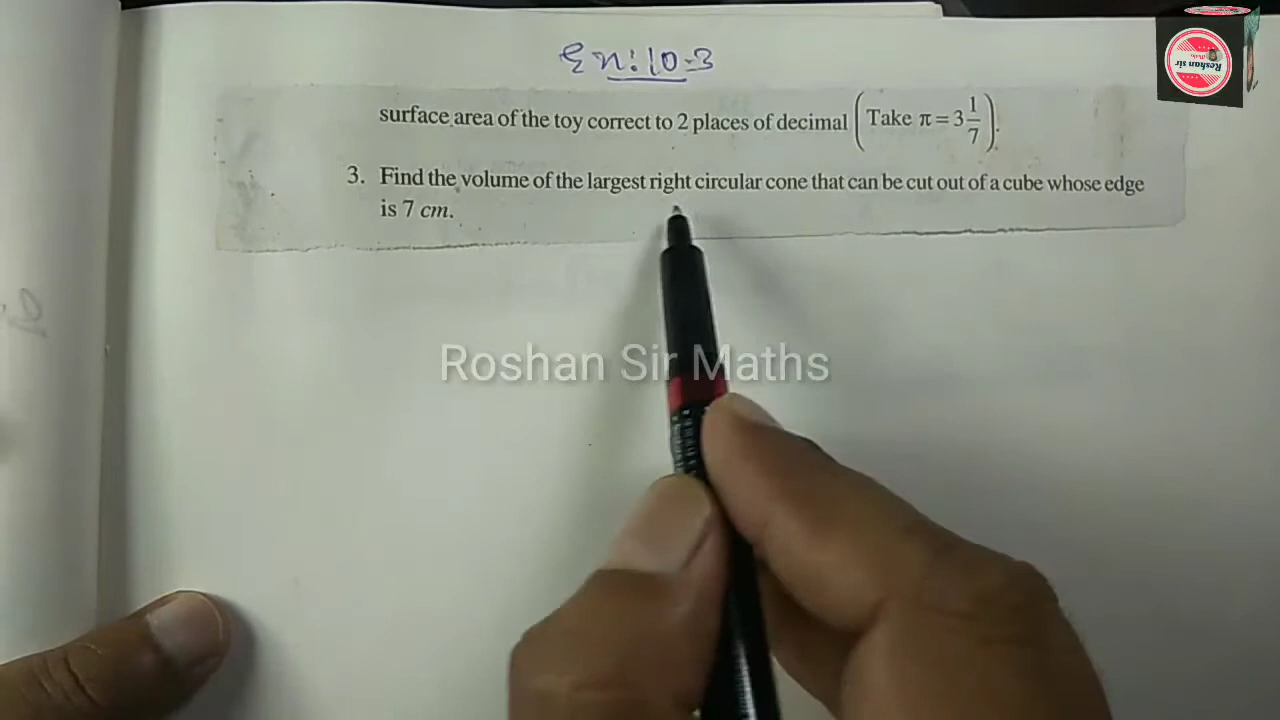 Ex: 10.3
surface area of the toy correct to 2 places of decimal (Take π = 3 1/7).
3. Find the volume of the largest right circular cone that can be cut out of a cube whose edge
is 7 cm.
Roshan Sir Maths
Roshan sir